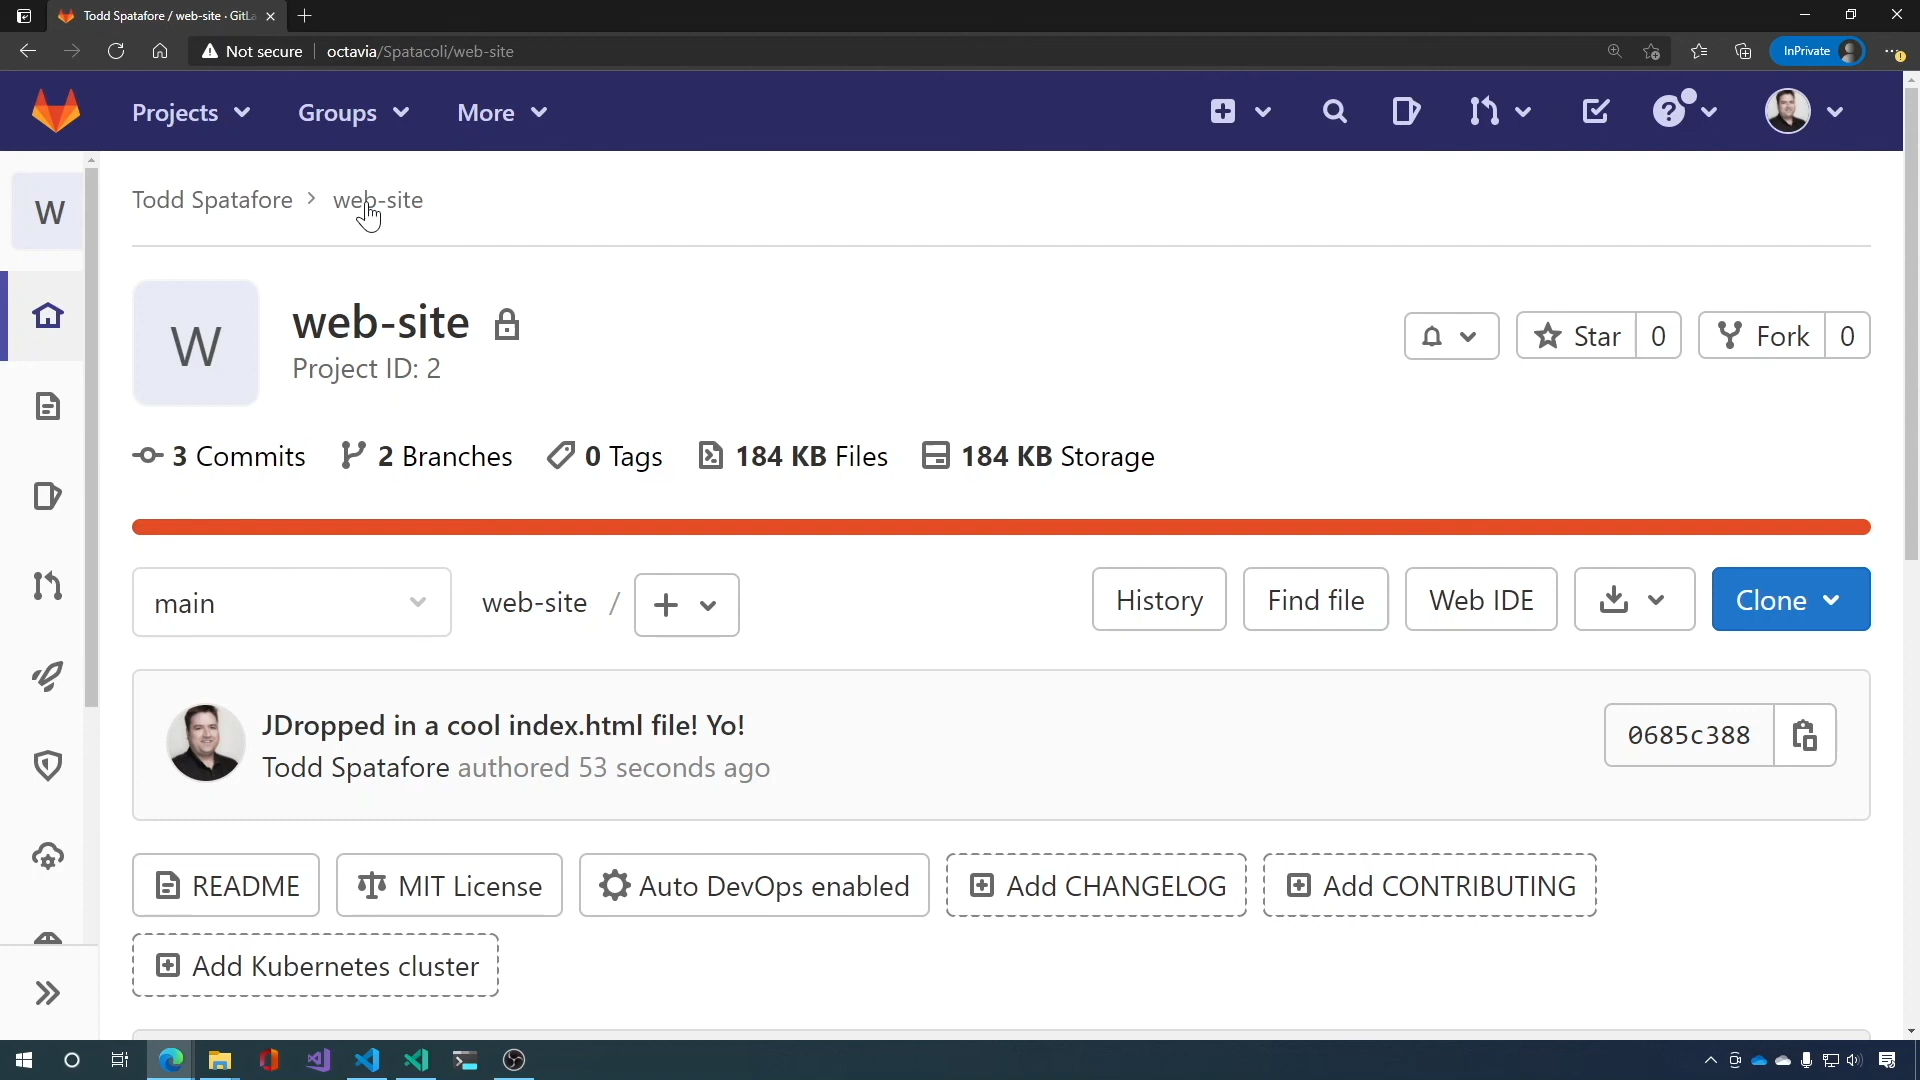 Todd Spatafore / web-site · GitLa
Not secure
octavia/Spatacoli/web-site
InPrivate
Projects
Groups
More
W
Todd Spatafore > web-site
W
web-site
Project ID: 2
Star 0
Fork 0
3 Commits
2 Branches
0 Tags
184 KB Files
184 KB Storage
main
web-site /
History
Find file
Web IDE
Clone
JDropped in a cool index.html file! Yo!
Todd Spatafore authored 53 seconds ago
0685c388
README
MIT License
Auto DevOps enabled
Add CHANGELOG
Add CONTRIBUTING
Add Kubernetes cluster